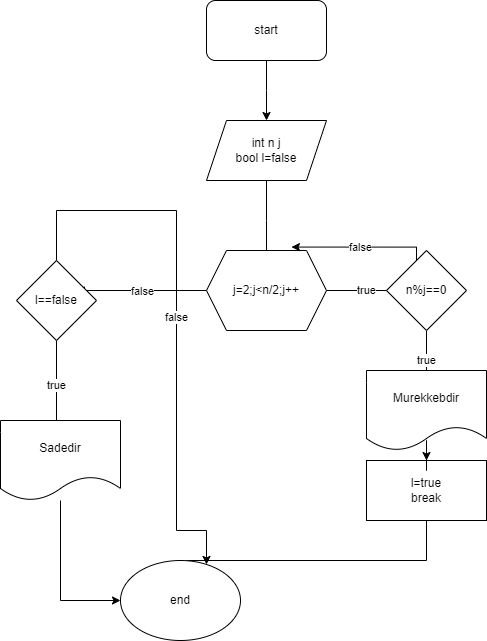 start
int n j
bool l=false
false
j=2;j<n/2;j++
true
n%j==0
false
l==false
false
true
true
Murekkebdir
Sadedir
l=true
break
end